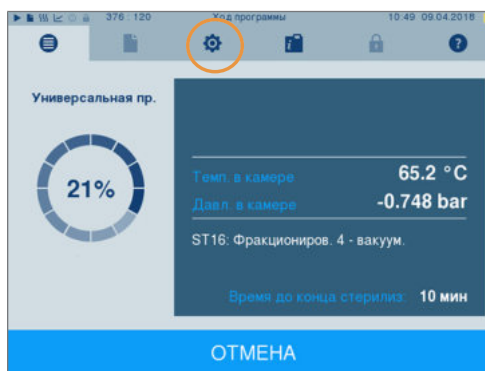 376 : 120 Ход программы 10:49 09.04.2018
Универсальная пр.
21%
Темп. в камере 65.2 °C
Давл. в камере -0.748 bar
ST16: Фракциониров. 4 - вакуум.
Время до конца стерилиз: 10 мин
ОТМЕНА